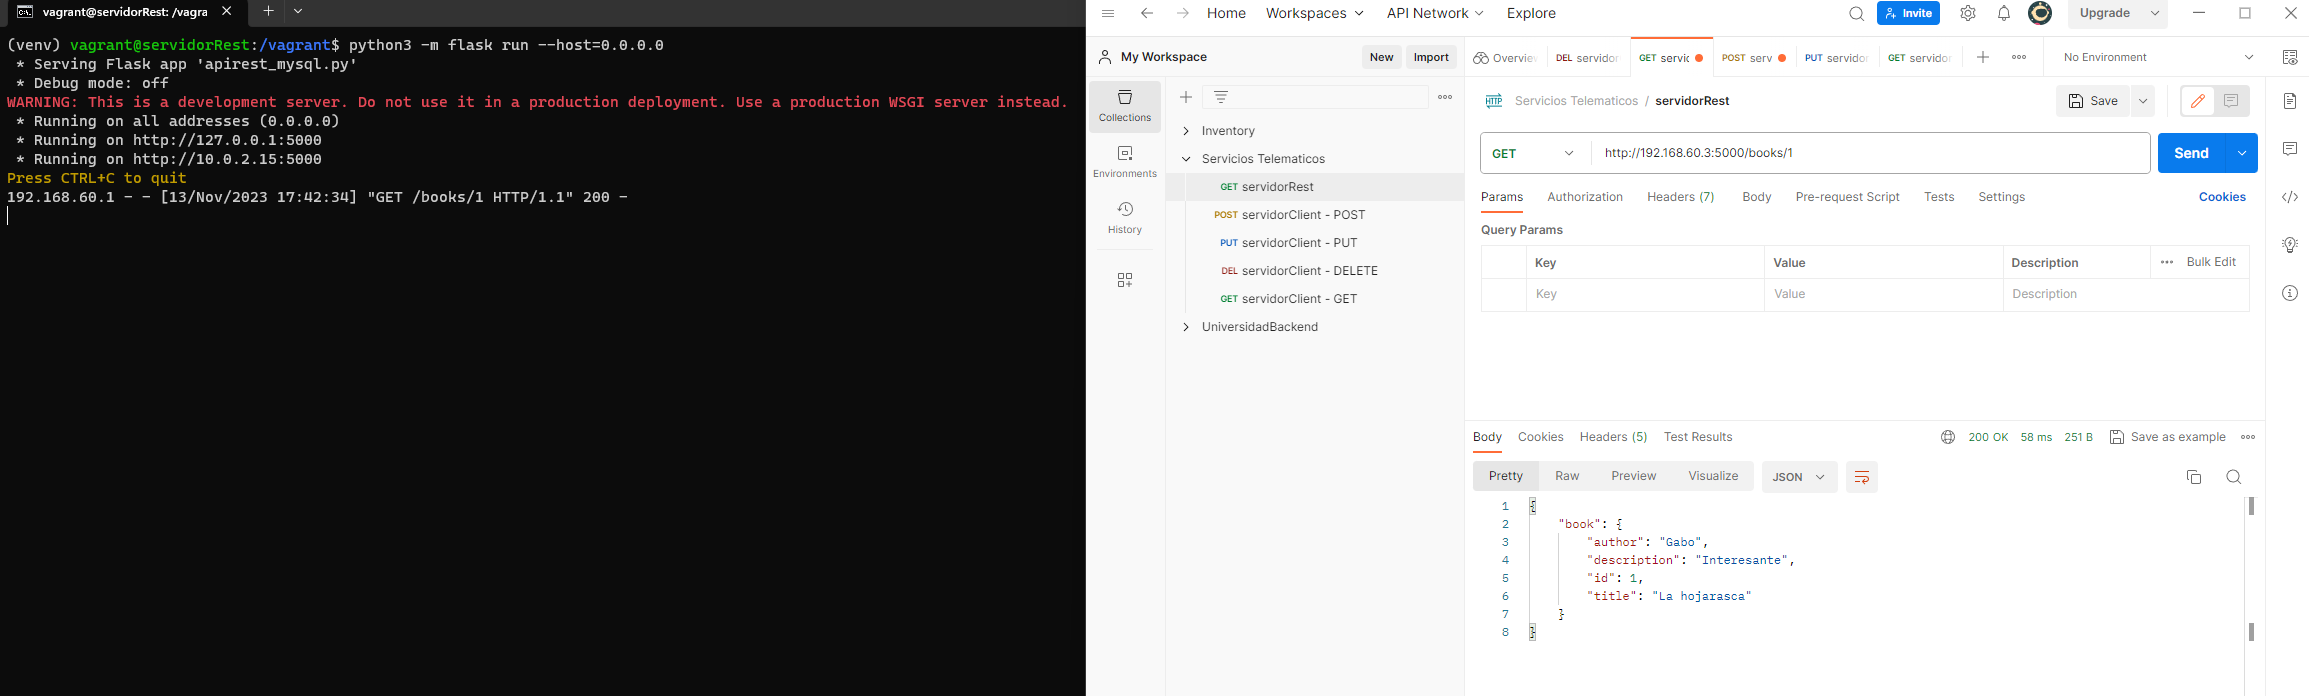 vagrant@servidorRest: /vagra
(venv) vagrant@servidorRest:/vagrant$ python3 -m flask run --host=0.0.0.0
* Serving Flask app 'apirest_mysql.py'
* Debug mode: off
WARNING: This is a development server. Do not use it in a production deployment. Use a production WSGI server instead.
* Running on all addresses (0.0.0.0)
* Running on http://127.0.0.1:5000
* Running on http://10.0.2.15:5000
Press CTRL+C to quit
192.168.60.1 - - [13/Nov/2023 17:42:34] "GET /books/1 HTTP/1.1" 200 -
Home Workspaces API Network Explore
Invite Upgrade
My Workspace New Import
Overvie DEL servidor GET servic POST serv PUT servidor GET servidor No Environment
Collections
Environments
History
Inventory
Servicios Telematicos
GET servidorRest
POST servidorClient - POST
PUT servidorClient - PUT
DEL servidorClient - DELETE
GET servidorClient - GET
UniversidadBackend
HTTP Servicios Telematicos / servidorRest Save
GET http://192.168.60.3:5000/books/1 Send
Params Authorization Headers (7) Body Pre-request Script Tests Settings Cookies
Query Params
Key Value Description Bulk Edit
Key Value Description
Body Cookies Headers (5) Test Results 200 OK 58 ms 251 B Save as example
Pretty Raw Preview Visualize JSON
1 {
2 "book": {
3 "author": "Gabo",
4 "description": "Interesante",
5 "id": 1,
6 "title": "La hojarasca"
7 }
8 }